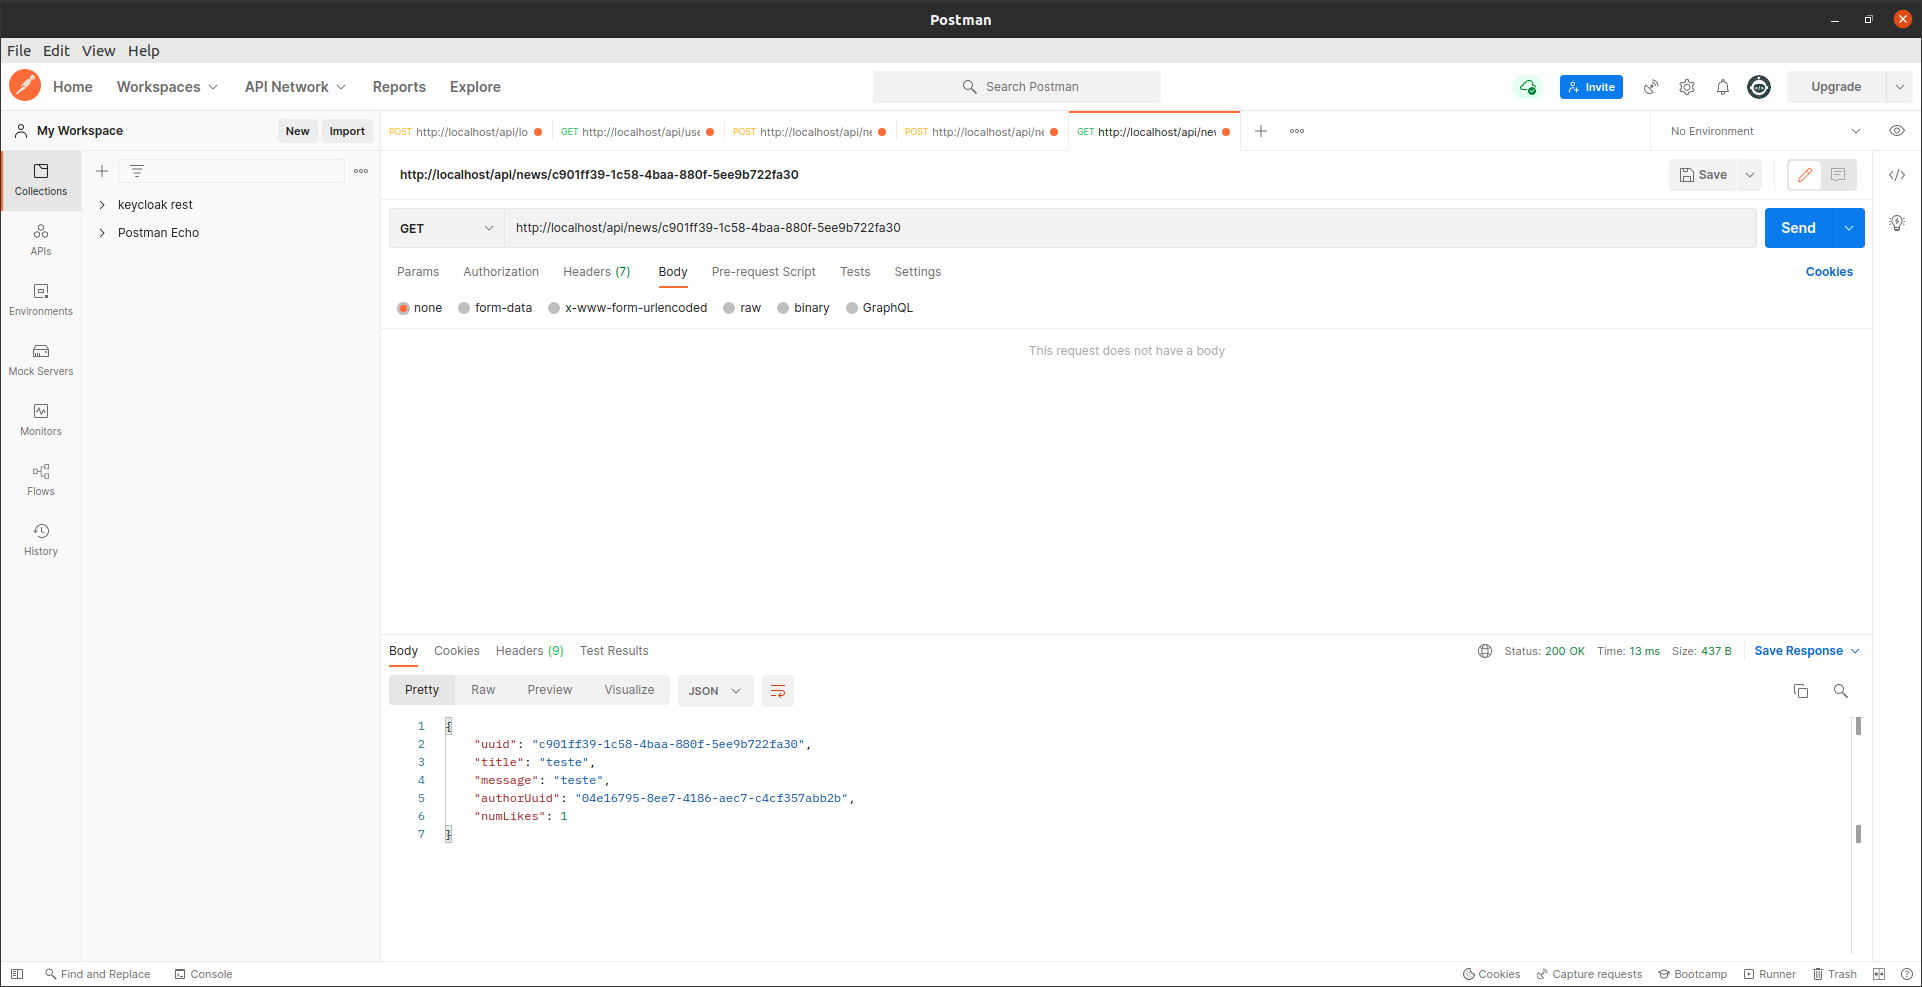 Postman
File Edit View Help
Home Workspaces API Network Reports Explore Search Postman Invite Upgrade
My Workspace New Import POST http://localhost/api/lo GET http://localhost/api/use POST http://localhost/api/ne POST http://localhost/api/ne GET http://localhost/api/nev No Environment
http://localhost/api/news/c901ff39-1c58-4baa-880f-5ee9b722fa30 Save
Collections
APIs
Environments
Mock Servers
Monitors
Flows
History
keycloak rest
Postman Echo
GET http://localhost/api/news/c901ff39-1c58-4baa-880f-5ee9b722fa30 Send
Params Authorization Headers (7) Body Pre-request Script Tests Settings Cookies
none form-data x-www-form-urlencoded raw binary GraphQL
This request does not have a body
Body Cookies Headers (9) Test Results Status: 200 OK Time: 13 ms Size: 437 B Save Response
Pretty Raw Preview Visualize JSON
1 {
2 "uuid": "c901ff39-1c58-4baa-880f-5ee9b722fa30",
3 "title": "teste",
4 "message": "teste",
5 "authorUuid": "04e16795-8ee7-4186-aec7-c4cf357abb2b",
6 "numLikes": 1
7 }
Find and Replace Console Cookies Capture requests Bootcamp Runner Trash